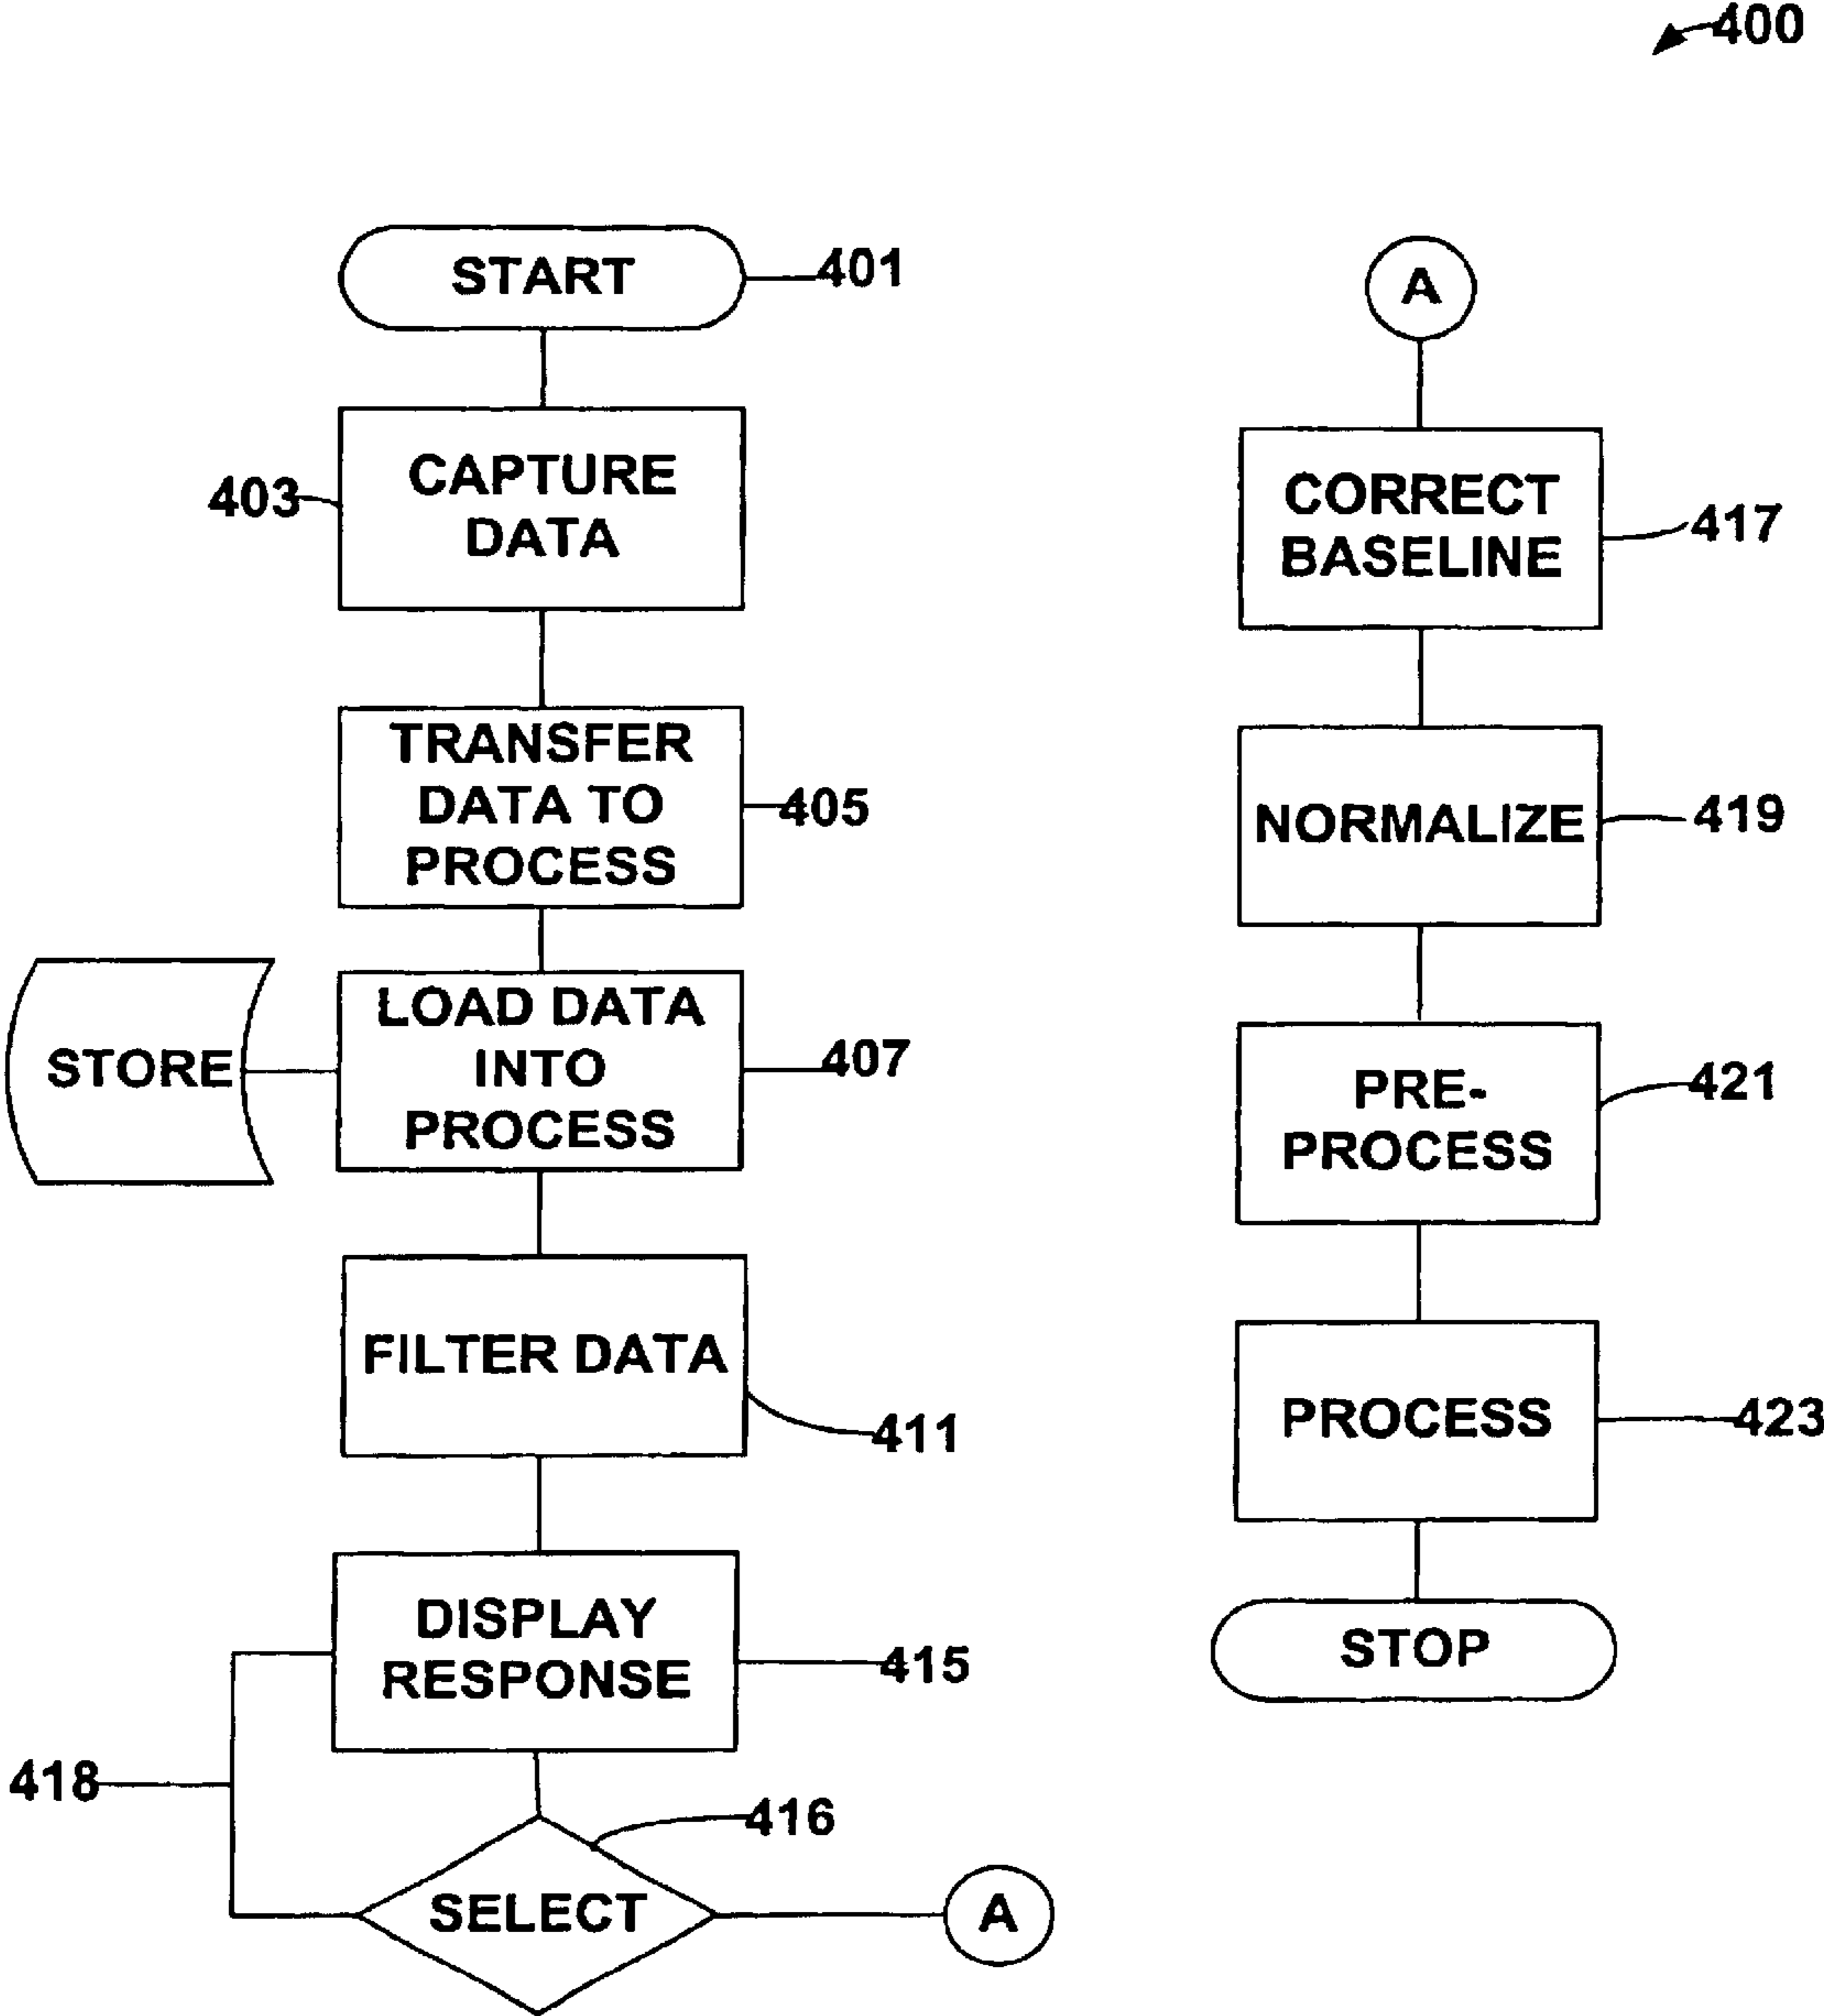 400
START
401
CAPTURE
DATA
403
TRANSFER
DATA TO
PROCESS
405
STORE
LOAD DATA
INTO
PROCESS
407
FILTER DATA
411
DISPLAY
RESPONSE
415
418
416
SELECT
A
A
CORRECT
BASELINE
417
NORMALIZE
419
PRE-
PROCESS
421
PROCESS
423
STOP